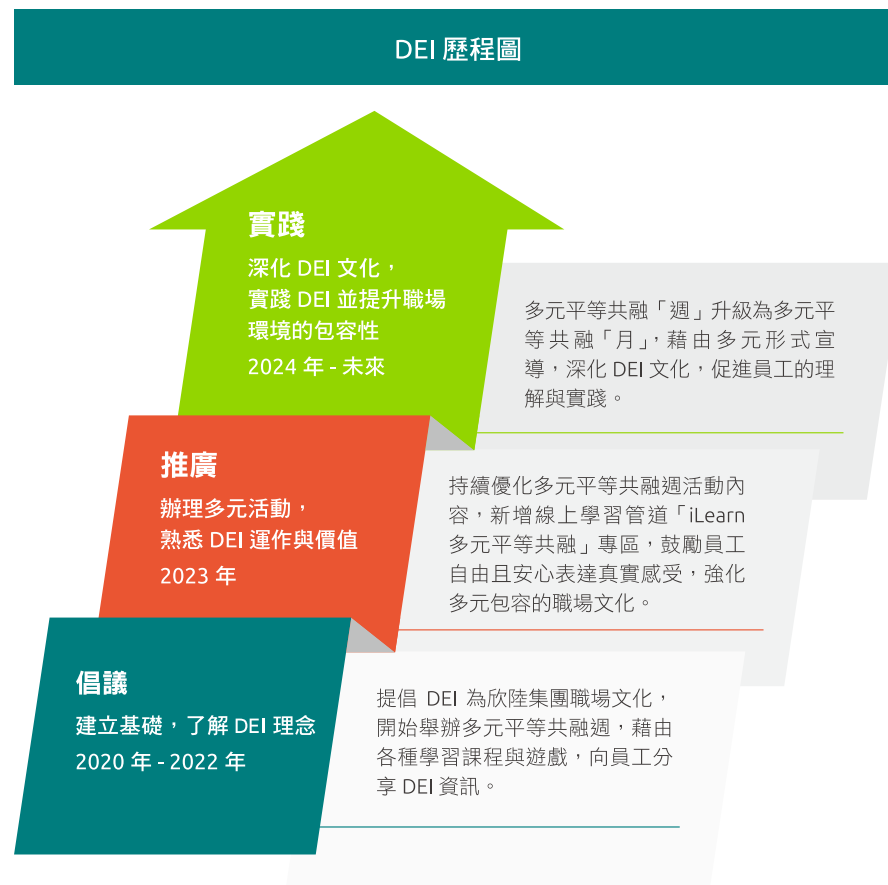 DEI 歷程圖
實踐
深化 DEI 文化，
實踐 DEI 並提升職場
環境的包容性
2024 年 - 未來
多元平等共融「週」升級為多元平
等共融「月」，藉由多元形式宣
導，深化 DEI 文化，促進員工的理
解與實踐。
推廣
辦理多元活動，
熟悉 DEI 運作與價值
2023 年
持續優化多元平等共融週活動內
容，新增線上學習管道「iLearn
多元平等共融」專區，鼓勵員工
自由且安心表達真實感受，強化
多元包容的職場文化。
倡議
建立基礎，了解 DEI 理念
2020 年 - 2022 年
提倡 DEI 為欣陸集團職場文化，
開始舉辦多元平等共融週，藉由
各種學習課程與遊戲，向員工分
享 DEI 資訊。